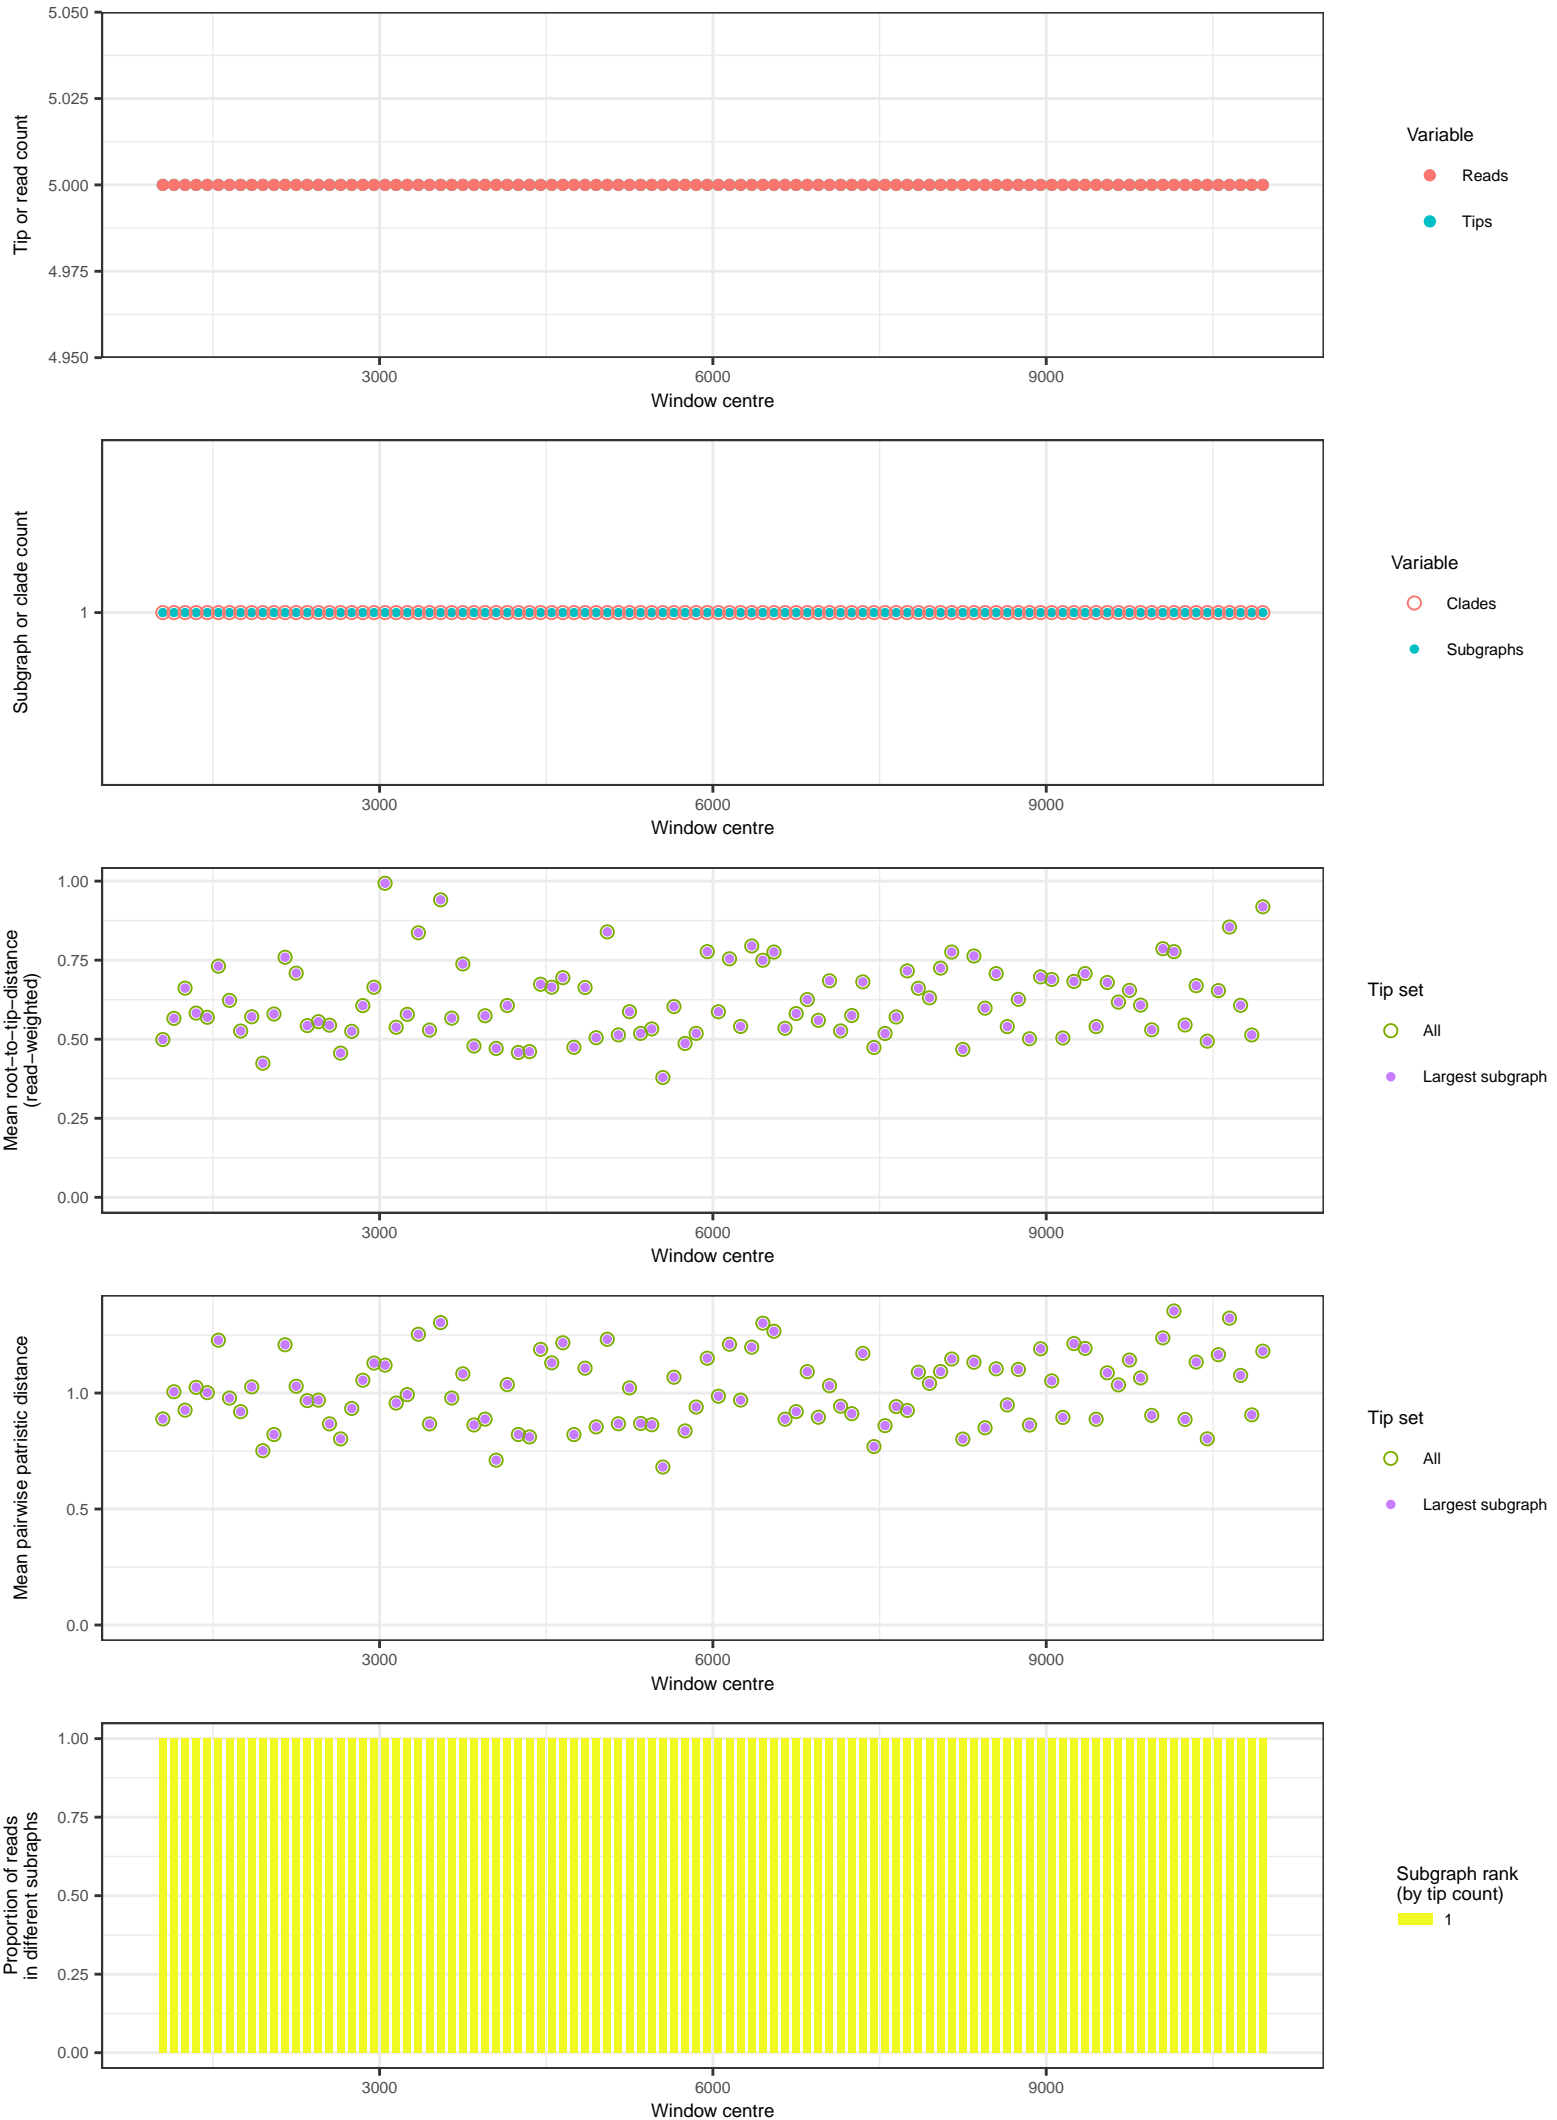 5.050
5.025
5.000
4.975
4.950
Tip or read count
3000
6000
9000
Window centre
Variable
Reads
Tips
1
Subgraph or clade count
3000
6000
9000
Window centre
Variable
Clades
Subgraphs
1.00
0.75
0.50
0.25
0.00
Mean root−to−tip−distance
(read−weighted)
3000
6000
9000
Window centre
Tip set
All
Largest subgraph
1.0
0.5
0.0
Mean pairwise patristic distance
3000
6000
9000
Window centre
Tip set
All
Largest subgraph
1.00
0.75
0.50
0.25
0.00
Proportion of reads
in different subraphs
3000
6000
9000
Window centre
Subgraph rank
(by tip count)
1